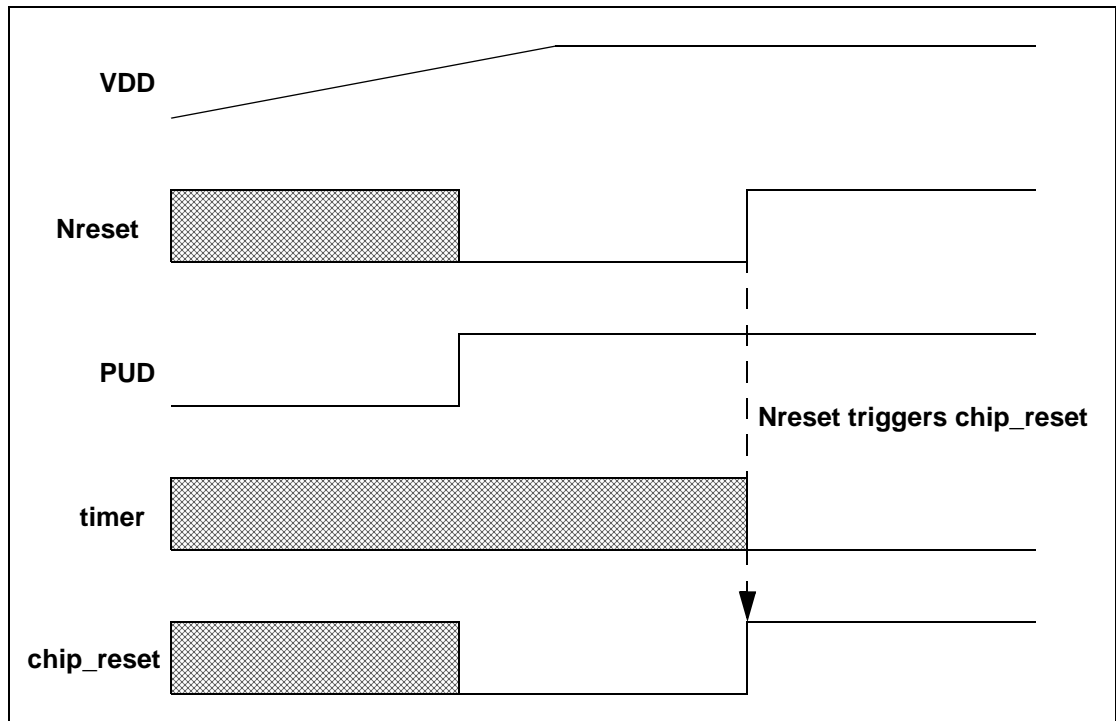 VDD
Nreset
PUD
Nreset triggers chip_reset
timer
chip_reset